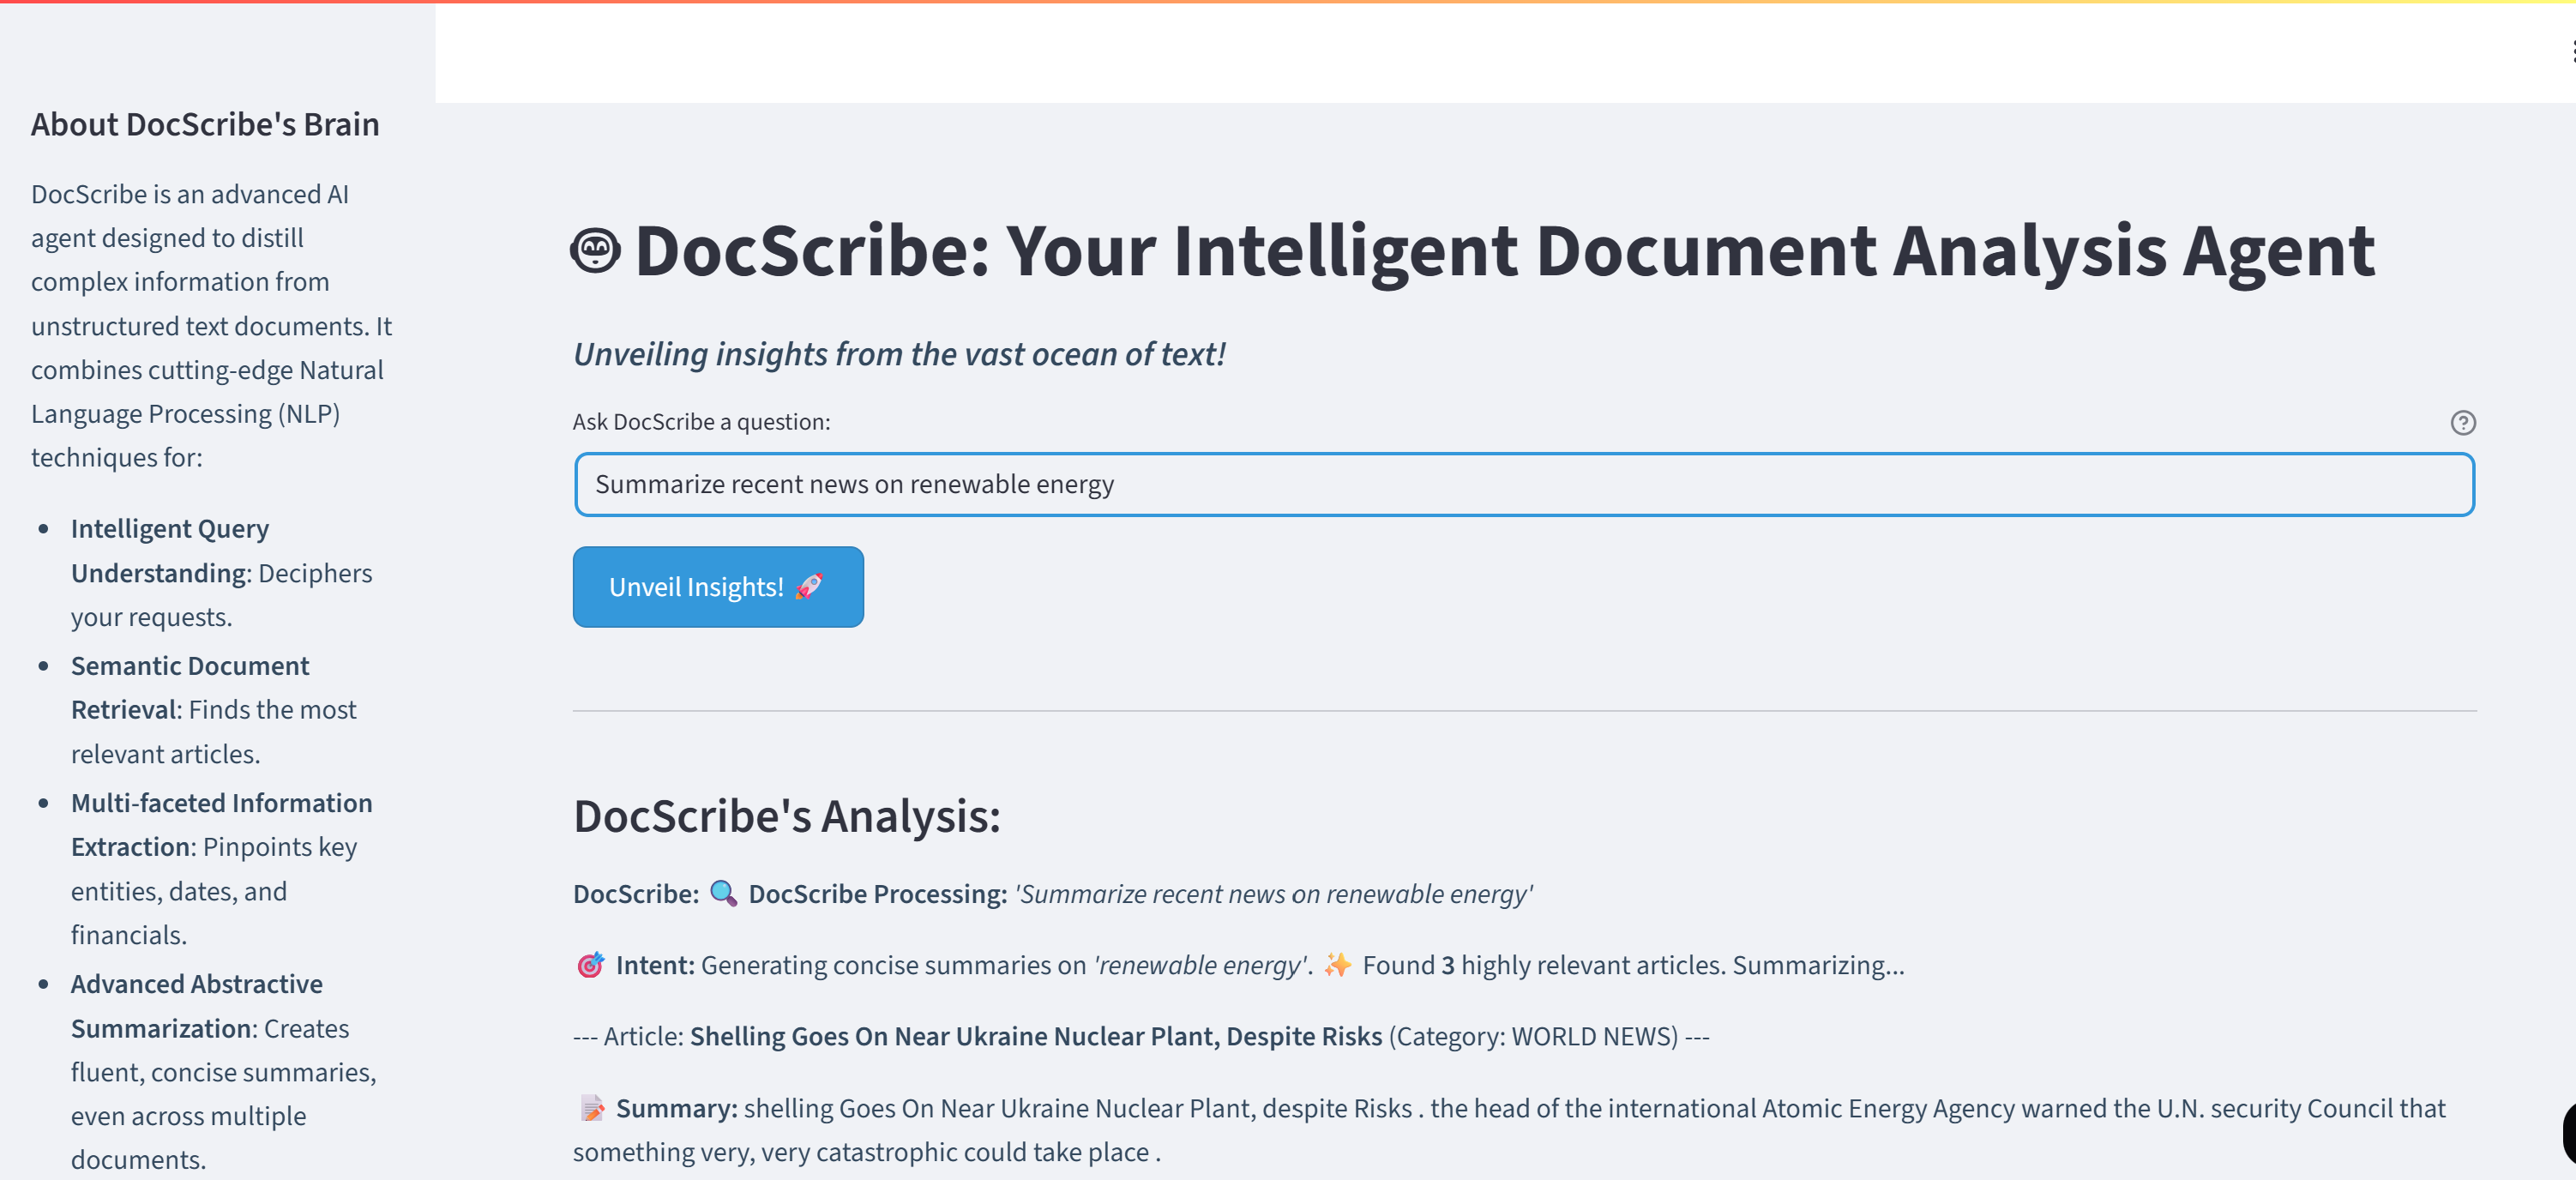 About DocScribe's Brain
DocScribe is an advanced AI
agent designed to distill
complex information from
unstructured text documents. It
combines cutting-edge Natural
Language Processing (NLP)
techniques for:
• Intelligent Query
Understanding: Deciphers
your requests.
• Semantic Document
Retrieval: Finds the most
relevant articles.
• Multi-faceted Information
Extraction: Pinpoints key
entities, dates, and
financials.
• Advanced Abstractive
Summarization: Creates
fluent, concise summaries,
even across multiple
documents.
DocScribe: Your Intelligent Document Analysis Agent
Unveiling insights from the vast ocean of text!
Ask DocScribe a question:
Summarize recent news on renewable energy
Unveil Insights! 🚀
DocScribe's Analysis:
DocScribe: 🔍 DocScribe Processing: 'Summarize recent news on renewable energy'
🎯 Intent: Generating concise summaries on 'renewable energy'. ✨ Found 3 highly relevant articles. Summarizing...
--- Article: Shelling Goes On Near Ukraine Nuclear Plant, Despite Risks (Category: WORLD NEWS) ---
📝 Summary: shelling Goes On Near Ukraine Nuclear Plant, despite Risks . the head of the international Atomic Energy Agency warned the U.N. security Council that
something very, very catastrophic could take place .